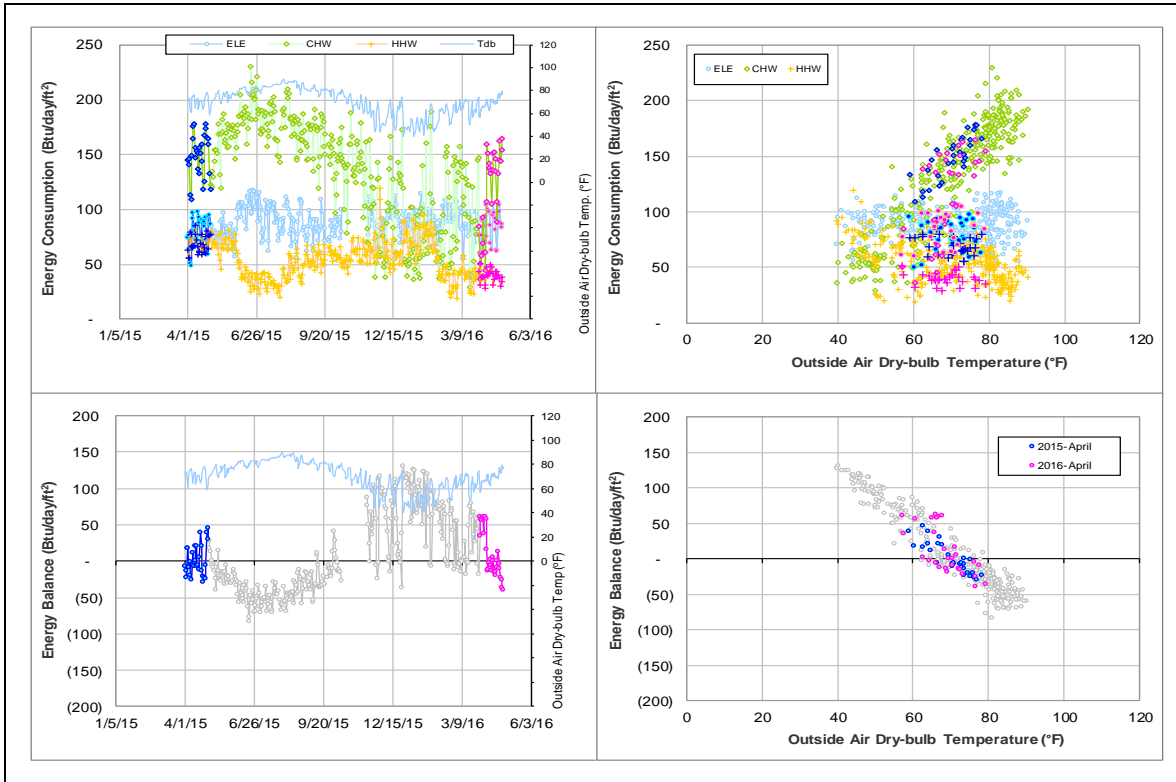 ELE CHW HHW Tdb
Energy Consumption (Btu/day/ft²)
250
200
150
100
50
-
120
100
80
60
40
20
0
Outside Air Dry-bulb Temp. (°F)
1/5/15 4/1/15 6/26/15 9/20/15 12/15/15 3/9/16 6/3/16
ELE CHW HHW
Energy Consumption (Btu/day/ft²)
250
200
150
100
50
-
0 20 40 60 80 100 120
Outside Air Dry-bulb Temperature (°F)
Energy Balance (Btu/day/ft²)
200
150
100
50
-
(50)
(100)
(150)
(200)
120
100
80
60
40
20
0
Outside Air Dry-bulb Temp (°F)
1/5/15 4/1/15 6/26/15 9/20/15 12/15/15 3/9/16 6/3/16
2015-April
2016-April
Energy Balance (Btu/day/ft²)
200
150
100
50
-
(50)
(100)
(150)
(200)
0 20 40 60 80 100 120
Outside Air Dry-bulb Temperature (°F)